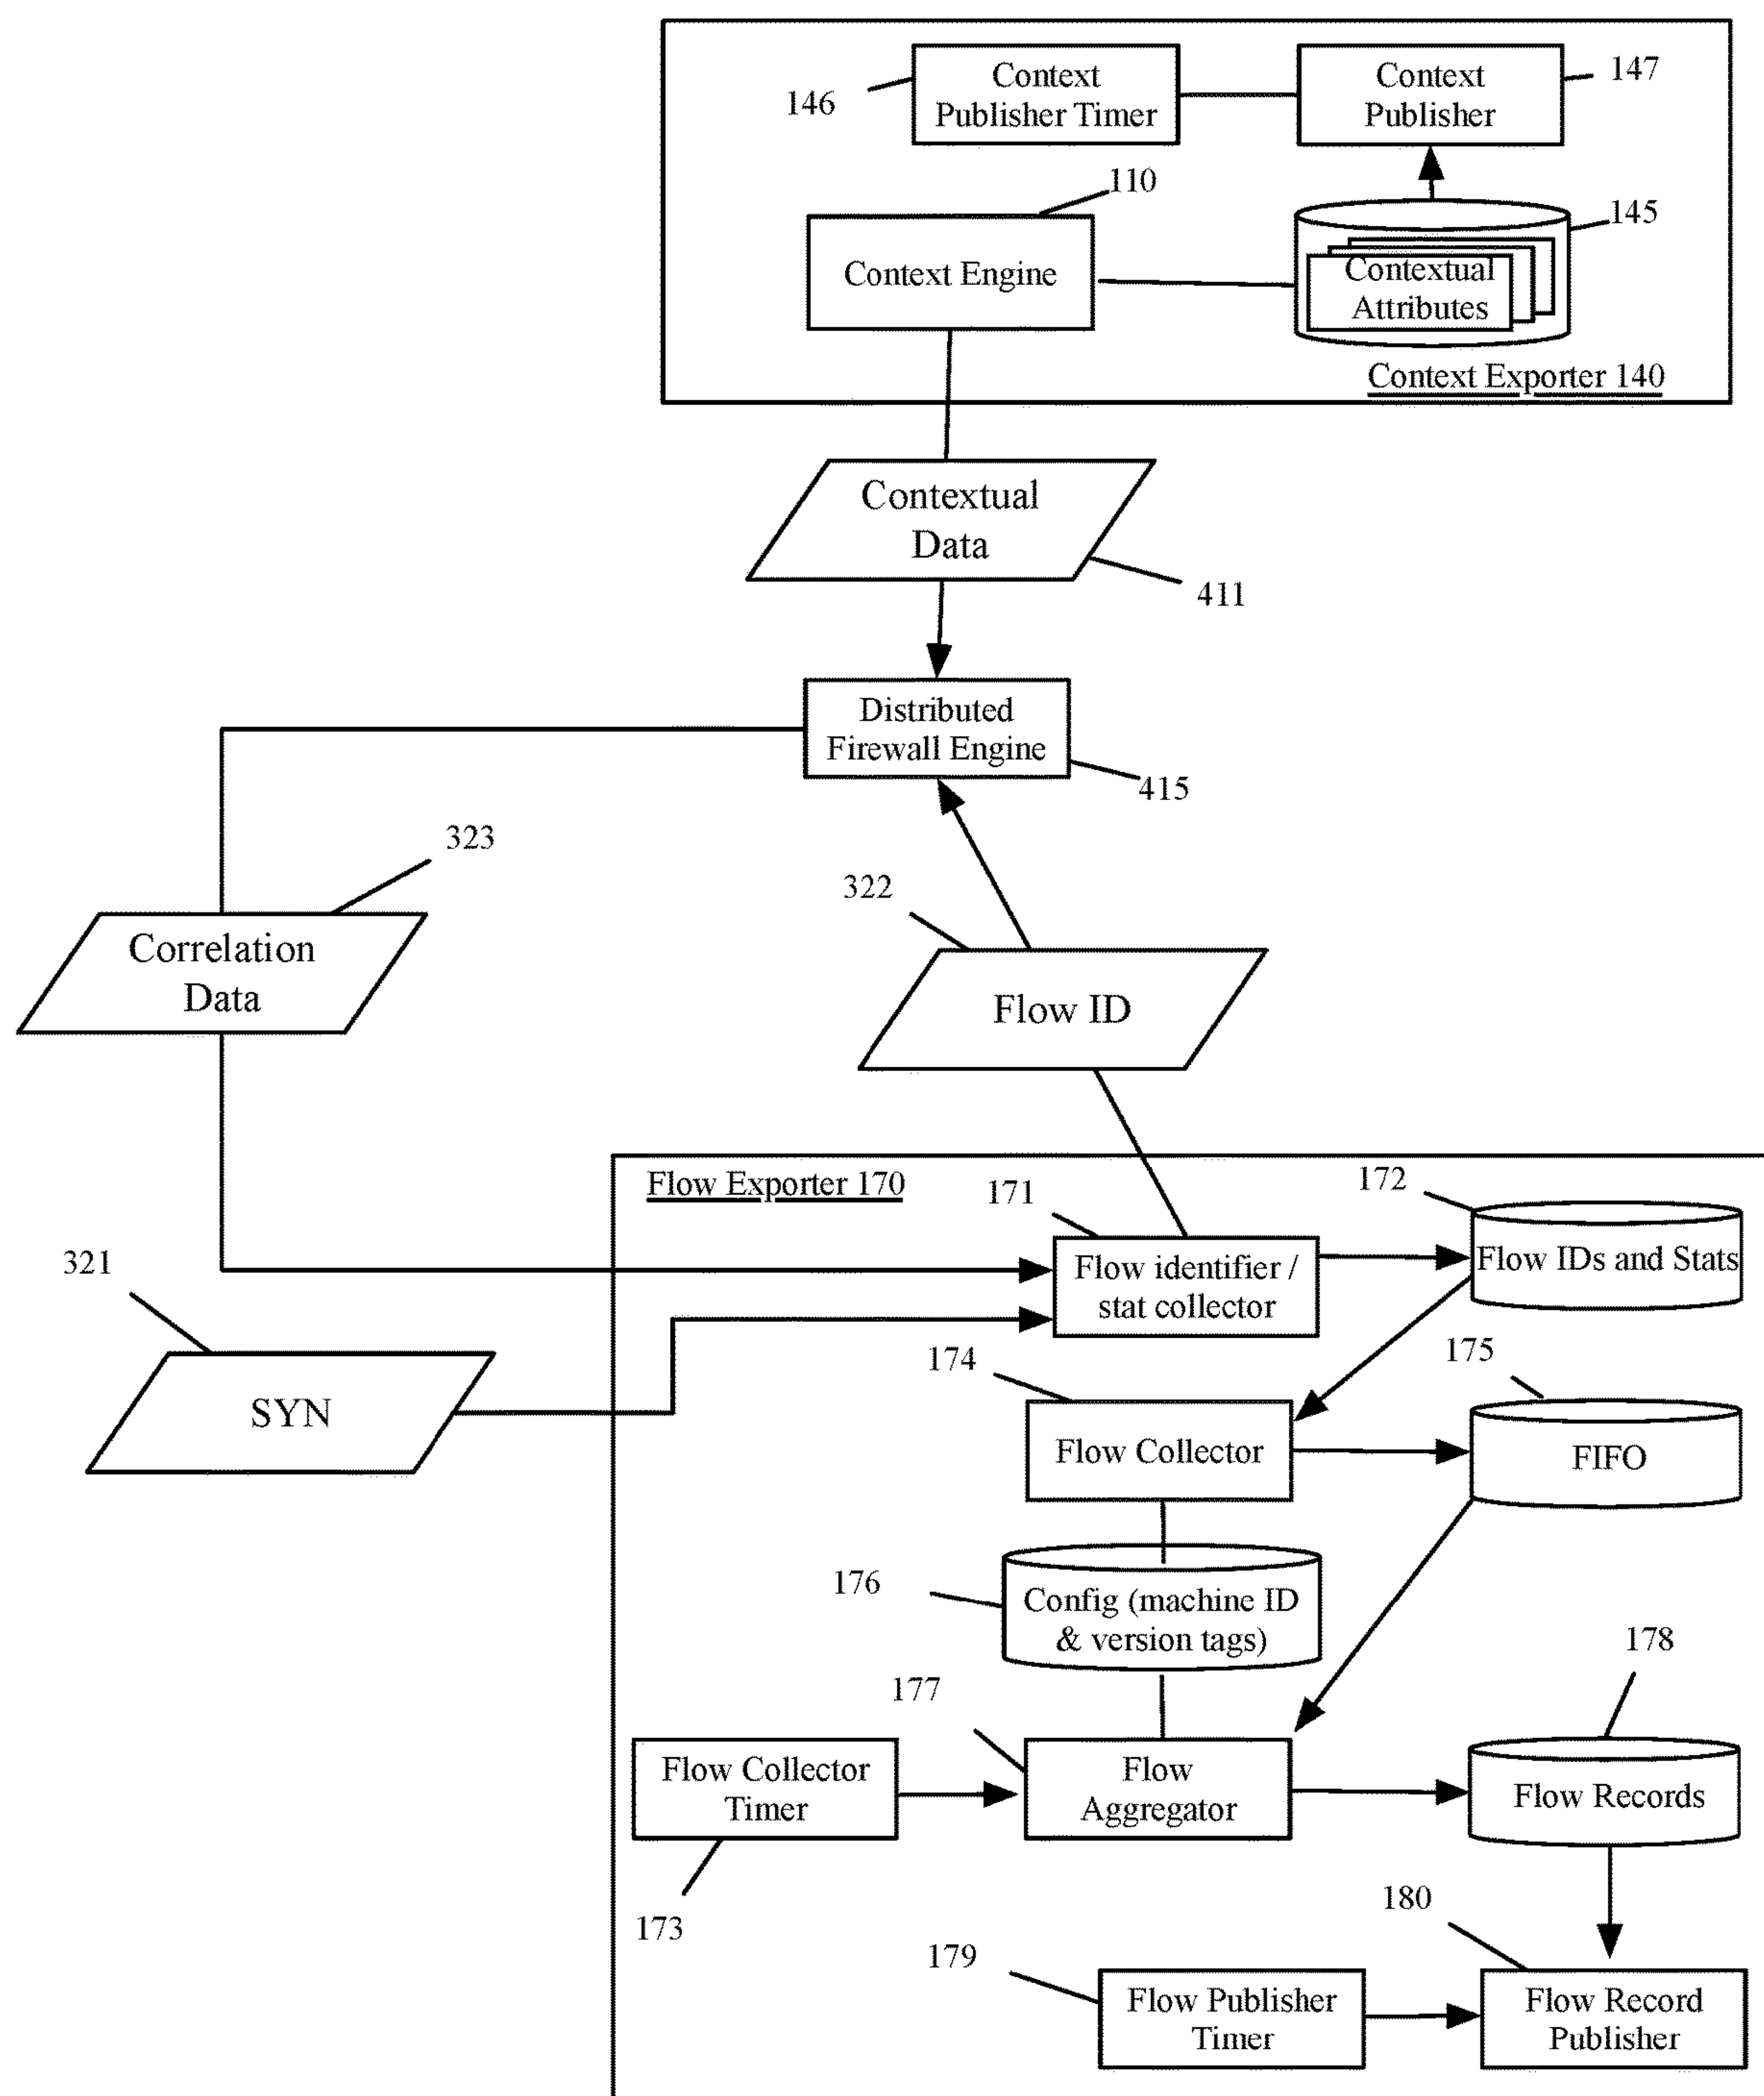 Context
Publisher Timer
146
Context
Publisher
147
110
Context Engine
145
Contextual
Attributes
Context Exporter 140
Contextual
Data
411
Distributed
Firewall Engine
415
323
Correlation
Data
322
Flow ID
Flow Exporter 170
171
172
Flow identifier /
stat collector
Flow IDs and Stats
321
SYN
174
175
Flow Collector
FIFO
176
Config (machine ID
& version tags)
178
177
Flow Collector
Timer
173
Flow
Aggregator
Flow Records
180
179
Flow Publisher
Timer
Flow Record
Publisher